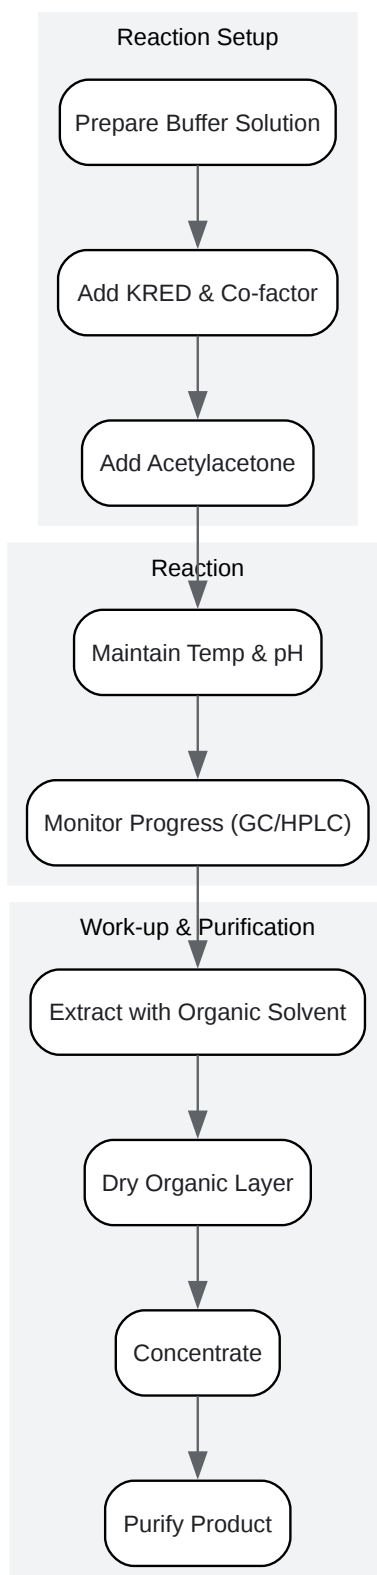 Reaction Setup
Prepare Buffer Solution
Add KRED & Co-factor
Add Acetylacetone
Reaction
Maintain Temp & pH
Monitor Progress (GC/HPLC)
Work-up & Purification
Extract with Organic Solvent
Dry Organic Layer
Concentrate
Purify Product